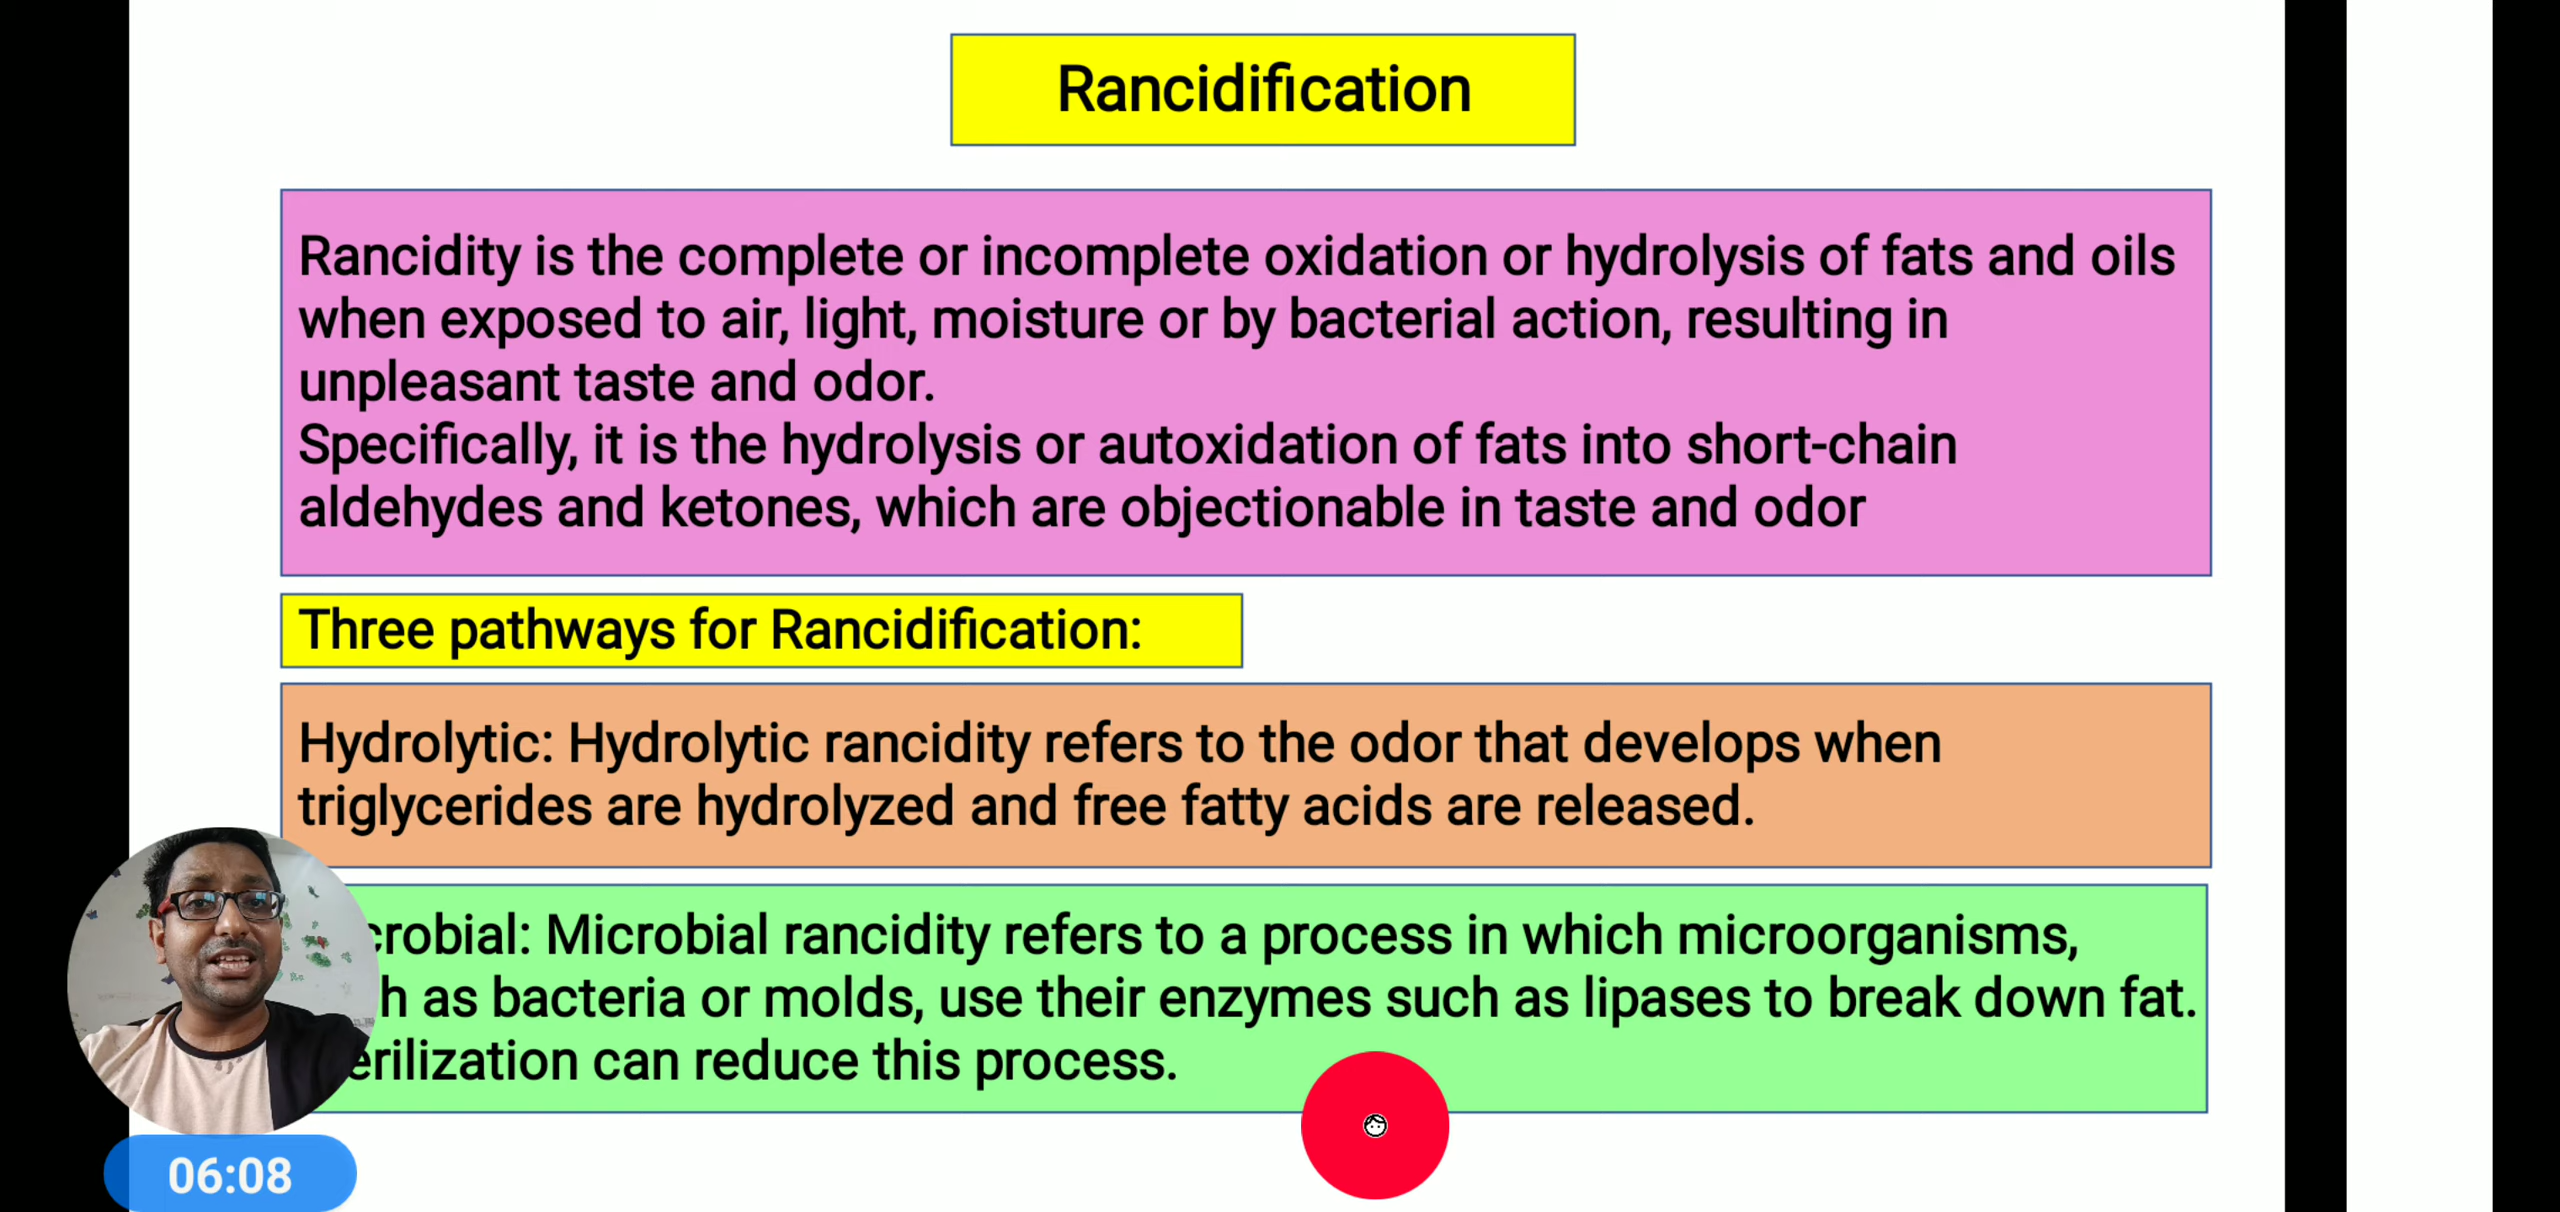 Rancidification
Rancidity is the complete or incomplete oxidation or hydrolysis of fats and oils
when exposed to air, light, moisture or by bacterial action, resulting in
unpleasant taste and odor.
Specifically, it is the hydrolysis or autoxidation of fats into short-chain
aldehydes and ketones, which are objectionable in taste and odor
Three pathways for Rancidification:
Hydrolytic: Hydrolytic rancidity refers to the odor that develops when
triglycerides are hydrolyzed and free fatty acids are released.
crobial: Microbial rancidity refers to a process in which microorganisms,
h as bacteria or molds, use their enzymes such as lipases to break down fat.
erilization can reduce this process.
06:08